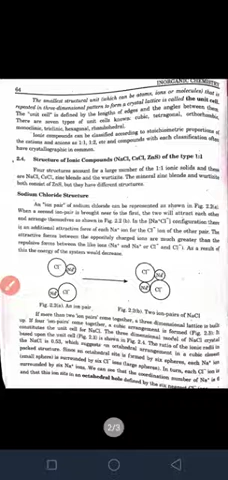 INORGANIC CHEMISTRY
64
The smallest structural unit (which can be atoms, ions or molecules) that is
repeated in three-dimensional pattern to form a crystal lattice is called the unit cell.
The "unit cell" is defined by the lengths of edges and the angles between them.
There are seven types of unit cells known: cubic, tetragonal, orthorhombic,
monoclinic, triclinic, hexagonal, rhombohedral.
Ionic compounds can be classified according to stoichiometric proportions of
the cations and anions as 1:1, 1:2, etc and compounds with each classification often
have crystallographic in common.
2.4. Structure of Ionic Compounds (NaCl, CsCl, ZnS) of the type 1:1
Four structures account for a large number of the 1:1 ionic solids and these
are NaCl, CsCl, zinc blende and the wurtzite. The mineral zinc blende and wurtzite
both consist of ZnS, but they have different structures.
Sodium Chloride Structure
An "ion pair" of sodium chloride can be represented as shown in Fig. 2.2(a).
When a second ion-pair is brought near to the first, the two will attract each other
and arrange themselves as shown in Fig. 2.2 (b). In the (NaCl) configuration there
is an additional attractive force of each Na⁺ ion for the Cl⁻ ion of the other pair. The
attractive forces between the oppositely charged ions are much greater than the
repulsive forces between the like ions (Na⁺ and Na⁺ or Cl⁻ and Cl⁻). As a result of
this the energy of the system would decrease.
Cl⁻ Cl⁻ Na⁺
Na⁺ Na⁺ Cl⁻
Fig. 2.2(a). An ion pair Fig. 2.2(b). Two ion-pairs of NaCl
If more than two 'ion pairs' come together, a three dimensional lattice is built
up. If four 'ion-pairs' come together, a cubic arrangement is formed (Fig. 2.3). It
constitutes the unit cell for NaCl. The three dimensional model of NaCl crystal
based upon the unit cell (Fig. 2.3) is shown in Fig. 2.4. The ratio of the ionic radii in
the NaCl is 0.53, which suggests an octahedral arrangement in a cubic closest
packed structure. Since an octahedral site is formed by six spheres, each Na⁺ ion
(small sphere) is surrounded by six Cl⁻ ions (large spheres). In turn, each Cl⁻ ion is
surrounded by six Na⁺ ions. We can see that the coordination number of Na⁺ is 6
and that this ion sits in an octahedral hole defined by the six nearest Cl⁻
2/3